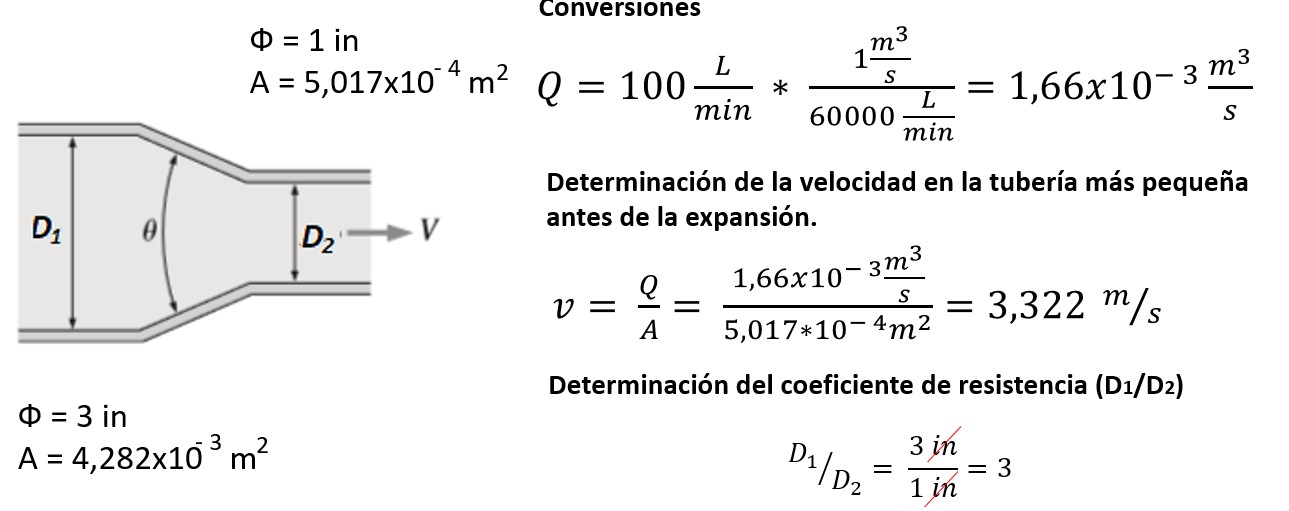 Conversiones
Φ = 1 in
A = 5,017x10⁻⁴ m²
Q = 100 L/min * (1 m³/s)/(60000 L/min) = 1,66x10⁻³ m³/s
D₁ θ D₂ V
Determinación de la velocidad en la tubería más pequeña
antes de la expansión.
v = Q/A = (1,66x10⁻³ m³/s)/(5,017*10⁻⁴m²) = 3,322 m/s
Φ = 3 in
A = 4,282x10⁻³ m²
Determinación del coeficiente de resistencia (D1/D2)
D₁/D₂ = (3 in)/(1 in) = 3